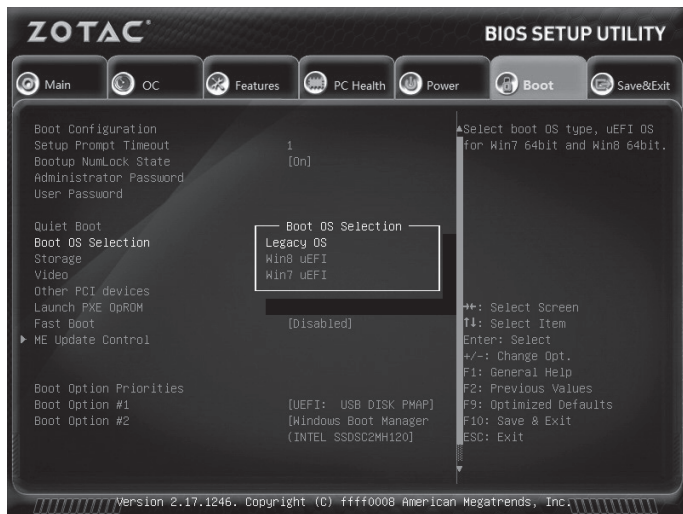 ZOTAC
BIOS SETUP UTILITY
Main
OC
Features
PC Health
Power
Boot
Save&Exit
Boot Configuration
Setup Prompt Timeout 1
Bootup NumLock State [On]
Administrator Password
User Password
Quiet Boot
Boot OS Selection
Storage
Video
Other PCI devices
Launch PXE OpROM
Fast Boot [Disabled]
ME Update Control
Boot Option Priorities
Boot Option #1 [UEFI: USB DISK PMAP]
Boot Option #2 [Windows Boot Manager
(INTEL SSDSC2MH120]
Boot OS Selection
Legacy OS
Win8 uEFI
Win7 uEFI
Select boot OS type, uEFI OS
for Win7 64bit and Win8 64bit.
→←: Select Screen
↑↓: Select Item
Enter: Select
+/-: Change Opt.
F1: General Help
F2: Previous Values
F9: Optimized Defaults
F10: Save & Exit
ESC: Exit
Version 2.17.1246. Copyright (C) ffff0008 American Megatrends, Inc.